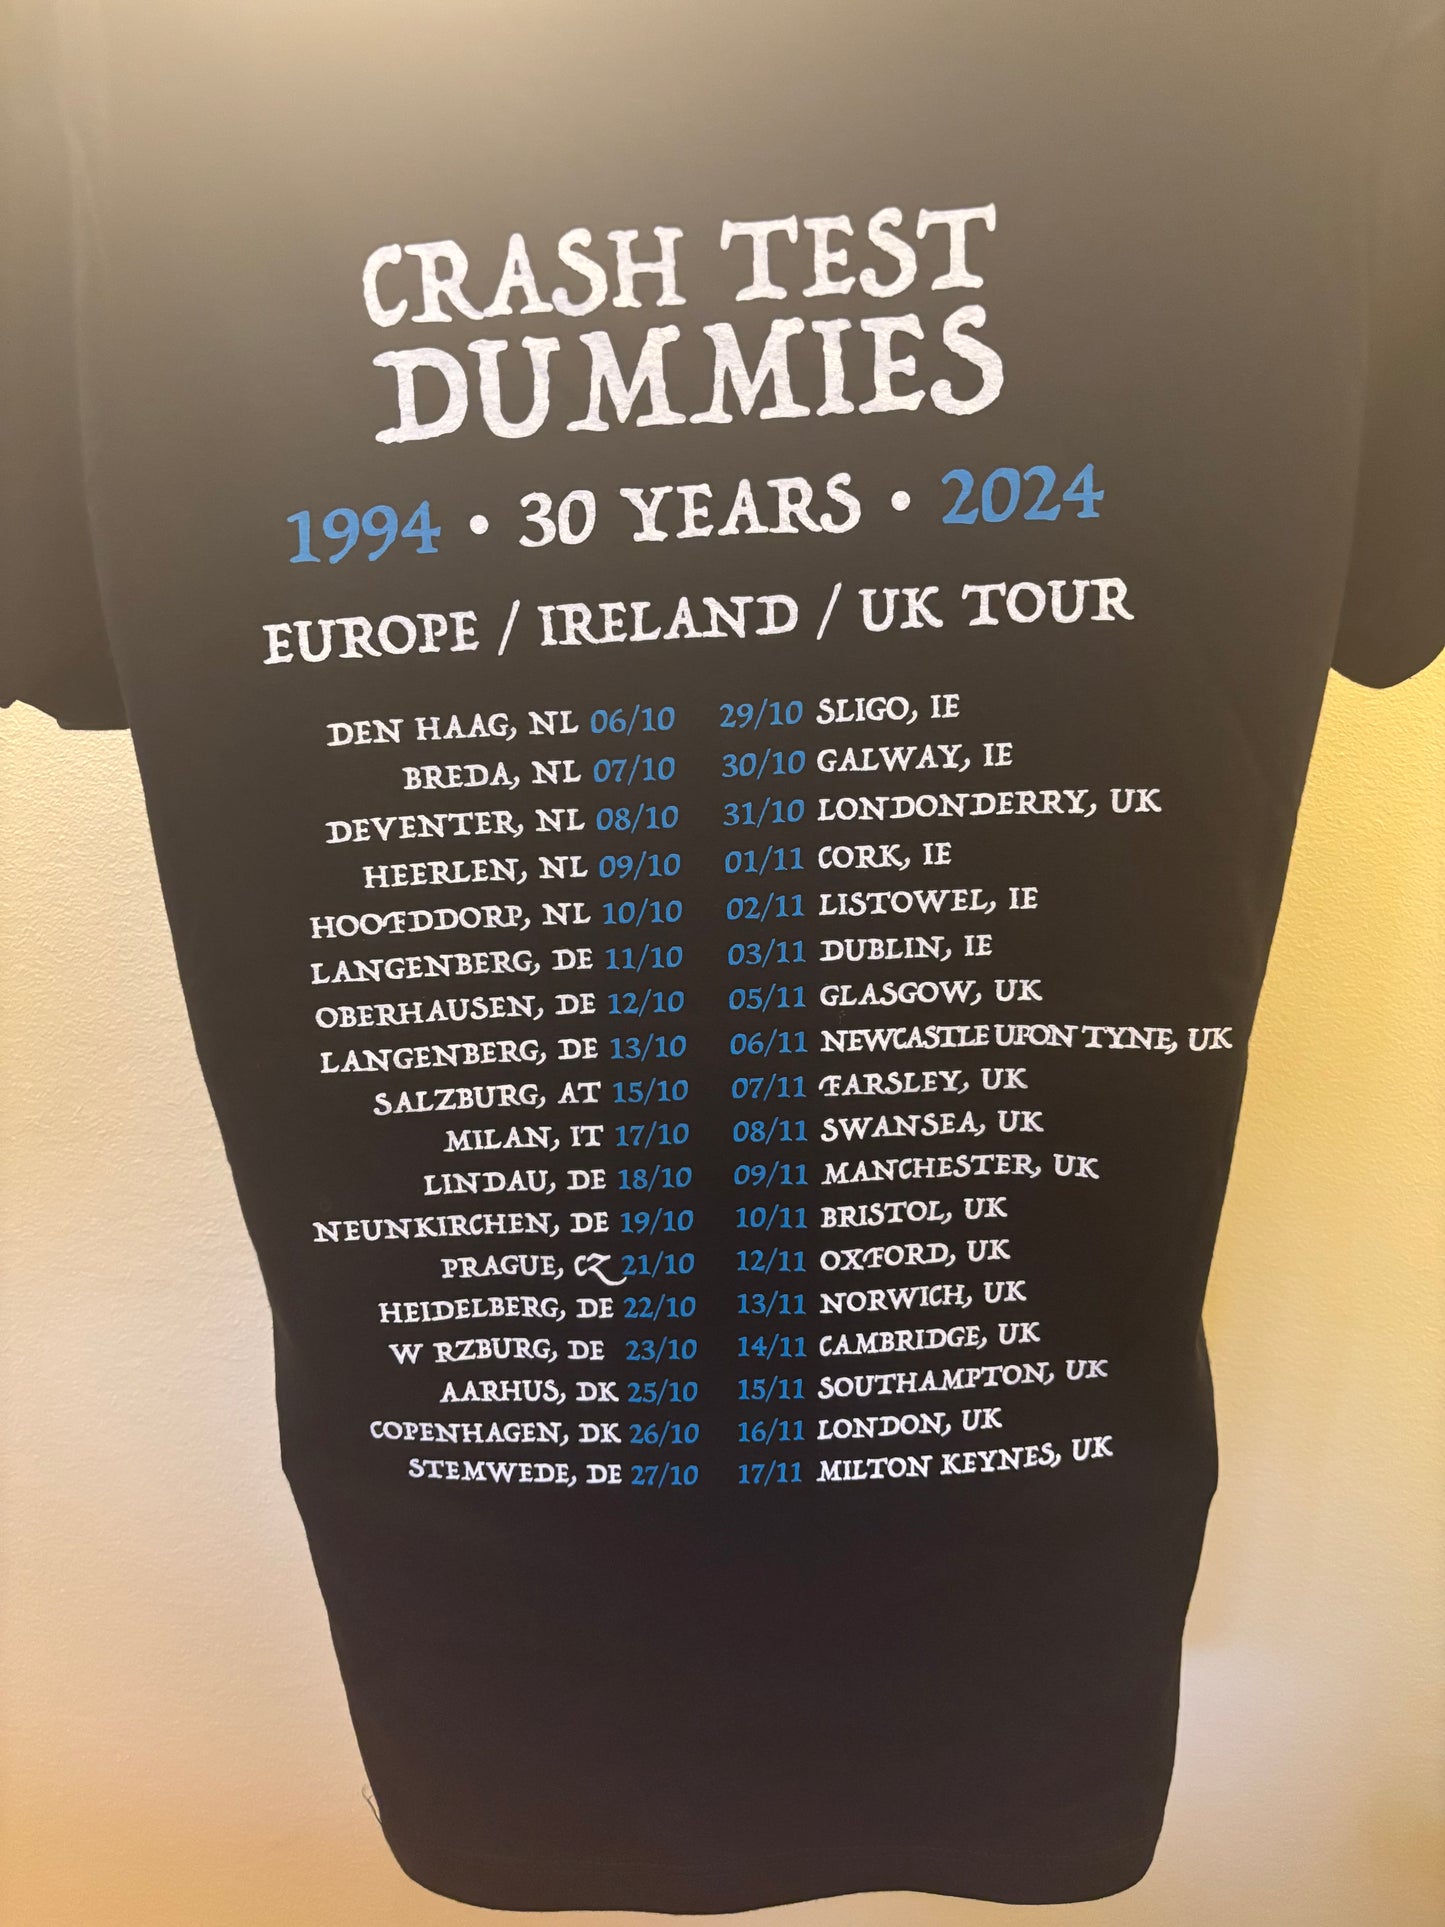 CRASH TEST
DUMMIES
1994 • 30 YEARS • 2024
EUROPE / IRELAND / UK TOUR
DEN HAAG, NL 06/10
BREDA, NL 07/10
DEVENTER, NL 08/10
HEERLEN, NL 09/10
HOOFDDORP, NL 10/10
LANGENBERG, DE 11/10
OBERHAUSEN, DE 12/10
LANGENBERG, DE 13/10
SALZBURG, AT 15/10
MILAN, IT 17/10
LINDAU, DE 18/10
NEUNKIRCHEN, DE 19/10
PRAGUE, CZ 21/10
HEIDELBERG, DE 22/10
W RZBURG, DE 23/10
AARHUS, DK 25/10
COPENHAGEN, DK 26/10
STEMWEDE, DE 27/10
29/10 SLIGO, IE
30/10 GALWAY, IE
31/10 LONDONDERRY, UK
01/11 CORK, IE
02/11 LISTOWEL, IE
03/11 DUBLIN, IE
05/11 GLASGOW, UK
06/11 NEWCASTLE UPON TYNE, UK
07/11 FARSLEY, UK
08/11 SWANSEA, UK
09/11 MANCHESTER, UK
10/11 BRISTOL, UK
12/11 OXFORD, UK
13/11 NORWICH, UK
14/11 CAMBRIDGE, UK
15/11 SOUTHAMPTON, UK
16/11 LONDON, UK
17/11 MILTON KEYNES, UK